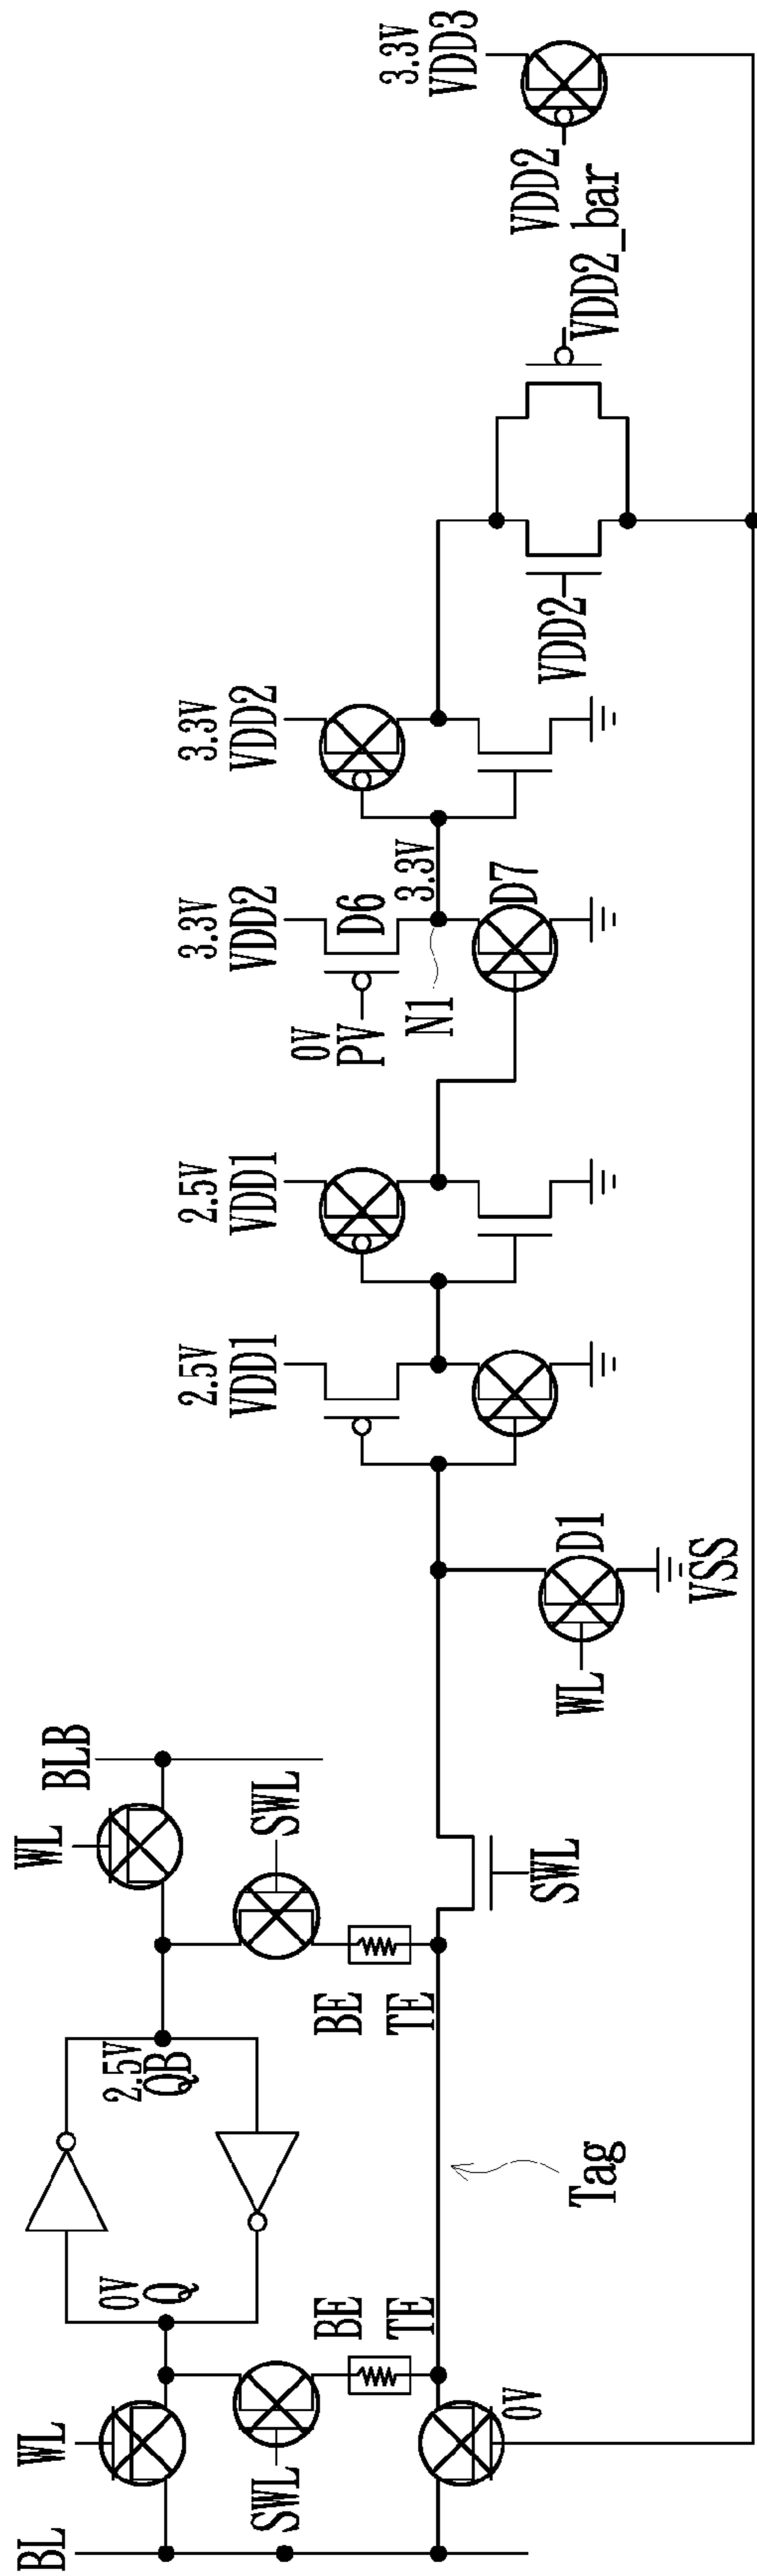 BL
WL
SWL
0V
Q
BE
TE
0V
Tag
2.5V
QB
BE
TE
WL
BLB
SWL
SWL
WL
D1
VSS
2.5V
VDD1
2.5V
VDD1
0V
PV
N1
3.3V
VDD2
D6
3.3V
D7
3.3V
VDD2
VDD2
VDD2_bar
VDD2
3.3V
VDD3